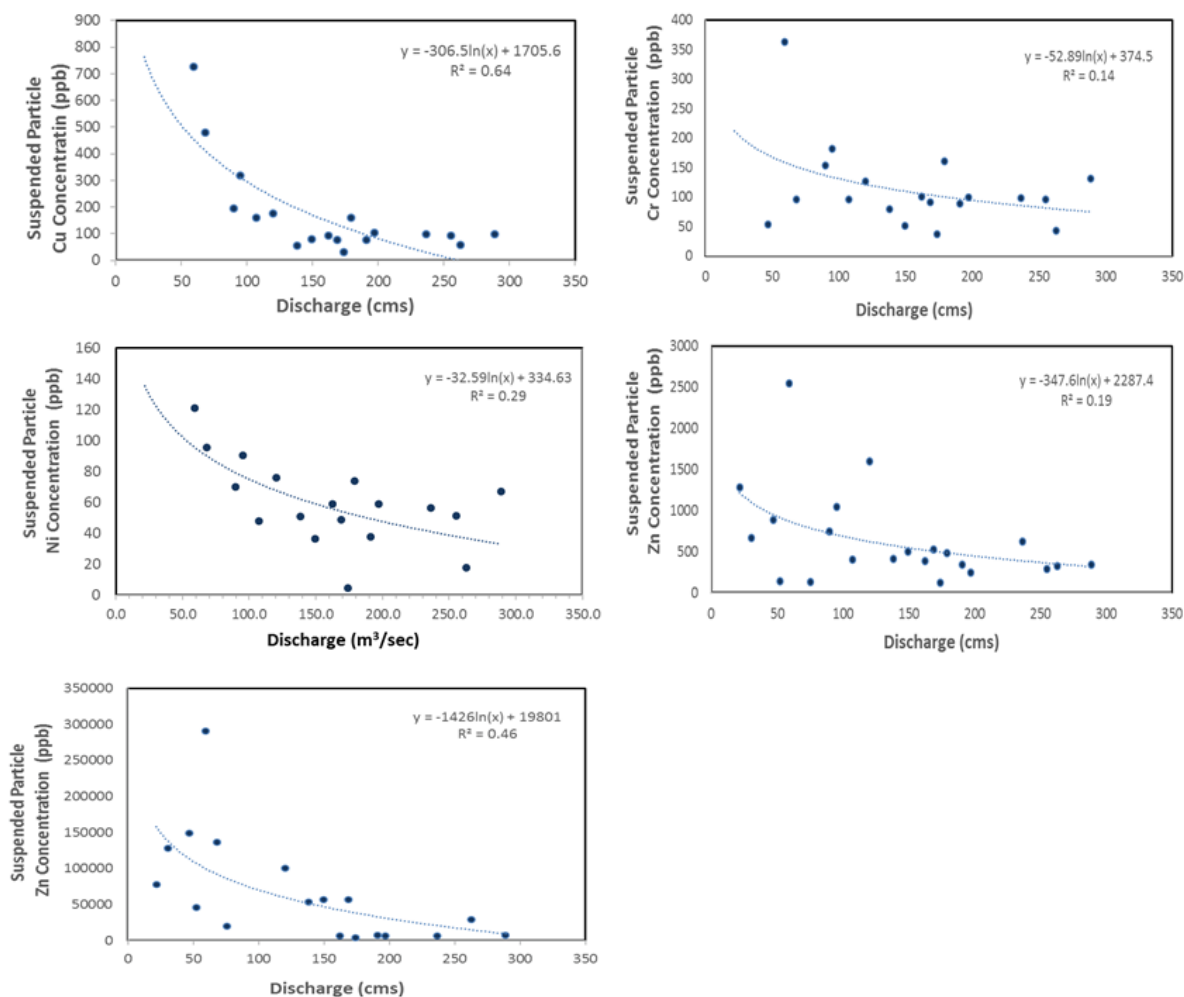 Suspended Particle
Cu Concentratin (ppb)
900
800
700
600
500
400
300
200
100
0
y = -306.5ln(x) + 1705.6
R² = 0.64
0 50 100 150 200 250 300 350
Discharge (cms)
Suspended Particle
Cr Concentration (ppb)
400
350
300
250
200
150
100
50
0
y = -52.89ln(x) + 374.5
R² = 0.14
0 50 100 150 200 250 300 350
Discharge (cms)
Suspended Particle
Ni Concentration (ppb)
160
140
120
100
80
60
40
20
0
y = -32.59ln(x) + 334.63
R² = 0.29
0.0 50.0 100.0 150.0 200.0 250.0 300.0 350.0
Discharge (m³/sec)
Suspended Particle
Zn Concentration (ppb)
3000
2500
2000
1500
1000
500
0
y = -347.6ln(x) + 2287.4
R² = 0.19
0 50 100 150 200 250 300 350
Discharge (cms)
Suspended Particle
Zn Concentration (ppb)
350000
300000
250000
200000
150000
100000
50000
0
y = -1426ln(x) + 19801
R² = 0.46
0 50 100 150 200 250 300 350
Discharge (cms)